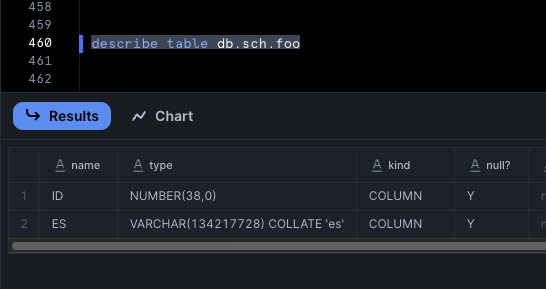 458
459
460 describe table db.sch.foo
461
462
Results Chart
A name A type A kind A null?
1 ID NUMBER(38,0) COLUMN Y
2 ES VARCHAR(134217728) COLLATE 'es' COLUMN Y